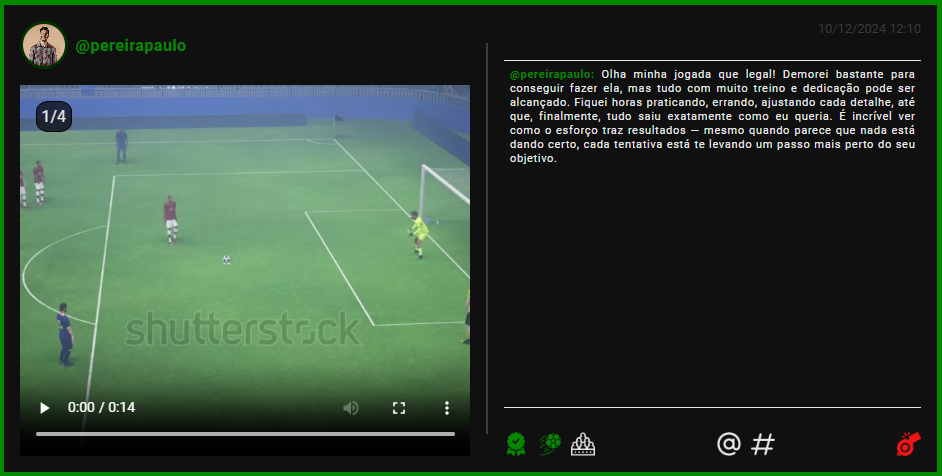 @pereirapaulo
10/12/2024 12:10
1/4
shutterstock
0:00 / 0:14
@pereirapaulo: Olha minha jogada que legal! Demorei bastante para
conseguir fazer ela, mas tudo com muito treino e dedicação pode ser
alcançado. Fiquei horas praticando, errando, ajustando cada detalhe, até
que, finalmente, tudo saiu exatamente como eu queria. É incrível ver
como o esforço traz resultados — mesmo quando parece que nada está
dando certo, cada tentativa está te levando um passo mais perto do seu
objetivo.
@ #